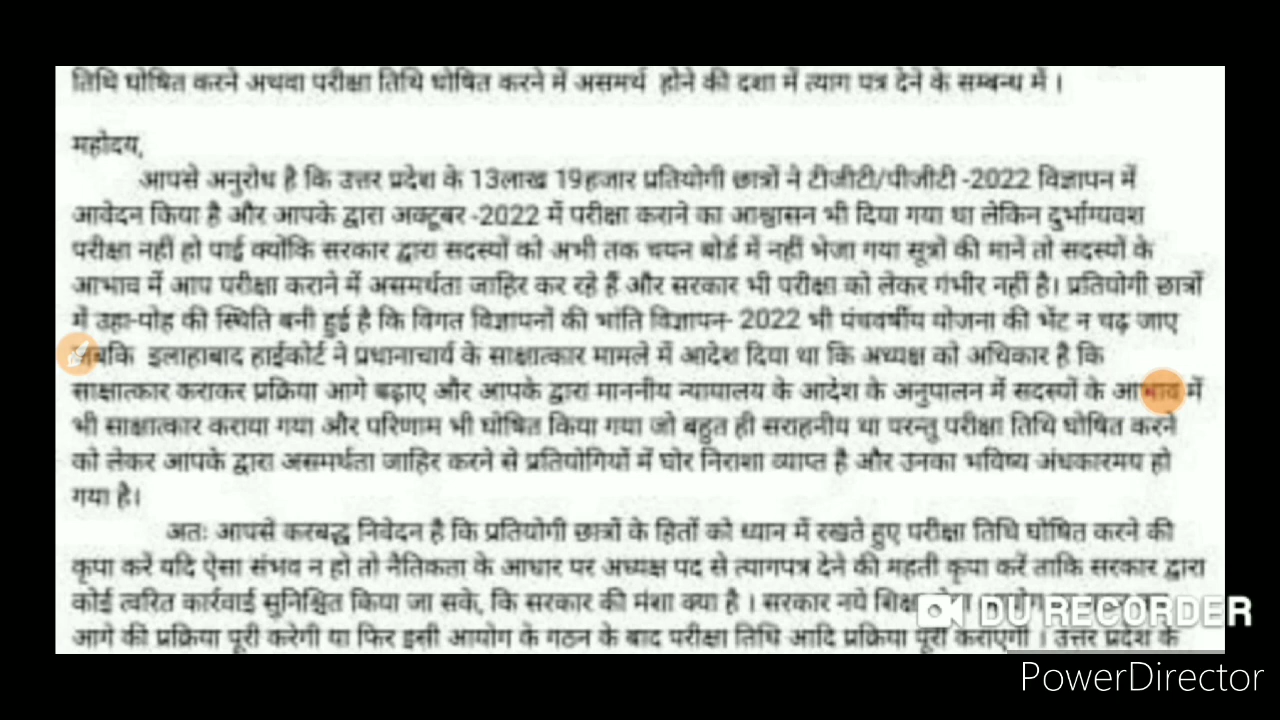 तिथि घोषित करने अथवा परीक्षा तिथि घोषित करने में असमर्थ होने की दशा में त्याग पत्र देने के सम्बन्ध में ।
महोदय,
आपसे अनुरोध है कि उत्तर प्रदेश के 13लाख 19हजार प्रतियोगी छात्रों ने टीजीटी/पीजीटी -2022 विज्ञापन में
आवेदन किया है और आपके द्वारा अक्टूबर -2022 में परीक्षा कराने का आश्वासन भी दिया गया था लेकिन दुर्भाग्यवश
परीक्षा नहीं हो पाई क्योंकि सरकार द्वारा सदस्यों को अभी तक चयन बोर्ड में नहीं भेजा गया सूत्रों की माने तो सदस्यों के
आभाव में आप परीक्षा कराने में असमर्थता जाहिर कर रहे हैं और सरकार भी परीक्षा को लेकर गंभीर नहीं है। प्रतियोगी छात्रों
में उहा-पोह की स्थिति बनी हुई है कि विगत विज्ञापनों की भांति विज्ञापन- 2022 भी पंचवर्षीय योजना की भेंट न चढ़ जाए
जबकि इलाहाबाद हाईकोर्ट ने प्रधानाचार्य के साक्षात्कार मामले में आदेश दिया था कि अध्यक्ष को अधिकार है कि
साक्षात्कार कराकर प्रक्रिया आगे बढ़ाए और आपके द्वारा माननीय न्यायालय के आदेश के अनुपालन में सदस्यों के आभाव में
भी साक्षात्कार कराया गया और परिणाम भी घोषित किया गया जो बहुत ही सराहनीय था परन्तु परीक्षा तिथि घोषित करने
को लेकर आपके द्वारा असमर्थता जाहिर करने से प्रतियोगियों में घोर निराशा व्याप्त है और उनका भविष्य अंधकारमय हो
गया है।
अतः आपसे करबद्ध निवेदन है कि प्रतियोगी छात्रों के हितों को ध्यान में रखते हुए परीक्षा तिथि घोषित करने की
कृपा करें यदि ऐसा संभव न हो तो नैतिकता के आधार पर अध्यक्ष पद से त्यागपत्र देने की महती कृपा करें ताकि सरकार द्वारा
कोई त्वरित कार्रवाई सुनिश्चित किया जा सके, कि सरकार की मंशा क्या है । सरकार नये
DU RECORDER
आगे की प्रक्रिया पूरी करेगी या फिर इसी आयोग के गठन के बाद परीक्षा तिथि आदि प्रक्रिया पूरी कराएगी । उत्तर प्रदेश के
PowerDirector